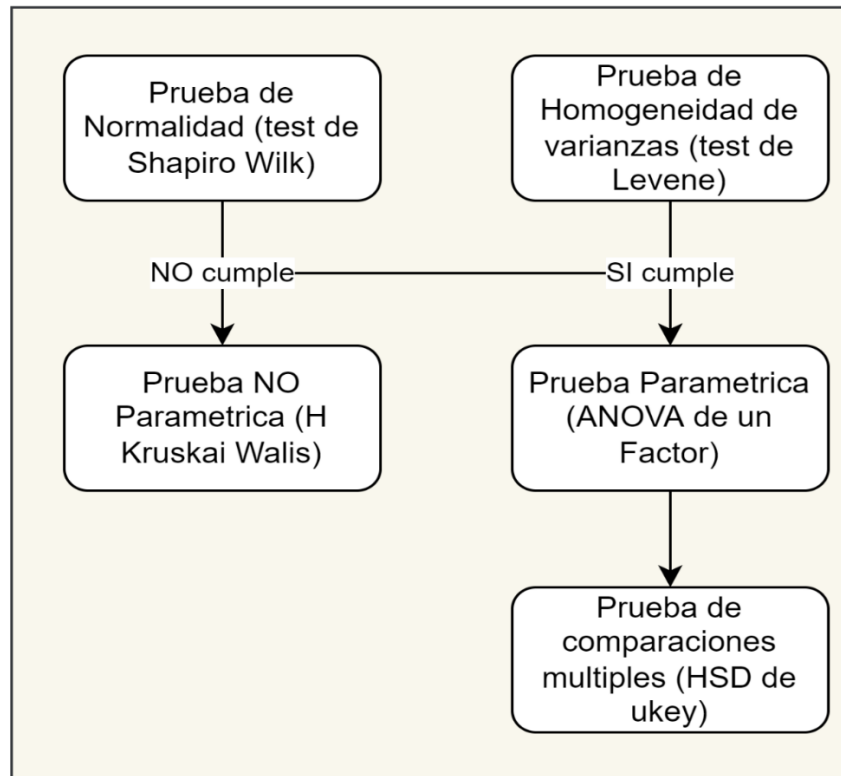 Prueba de
Normalidad (test de
Shapiro Wilk)
Prueba de
Homogeneidad de
varianzas (test de
Levene)
NO cumple
SI cumple
Prueba NO
Parametrica (H
Kruskai Walis)
Prueba Parametrica
(ANOVA de un
Factor)
Prueba de
comparaciones
multiples (HSD de
ukey)